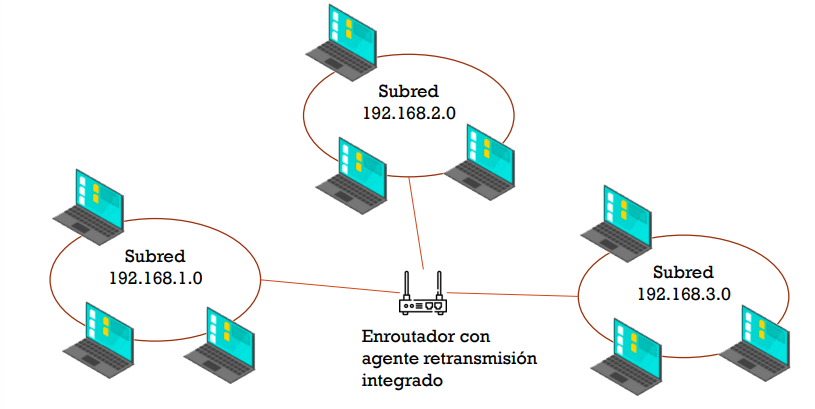 Subred
192.168.2.0
Subred
192.168.1.0
Subred
192.168.3.0
Enroutador con
agente retransmisión
integrado